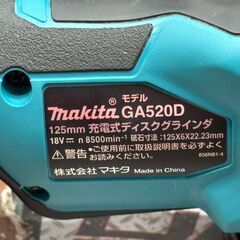 モデル
makita® GA520D
125mm 充電式ディスクグラインダ
18V⎓ n 8500min⁻¹ 砥石寸法:125X6X22.23mm
⚠警告 ご使用前に取扱説明書を必ずよく
お読みください。
株式会社マキタ Made in China
856NB1-4